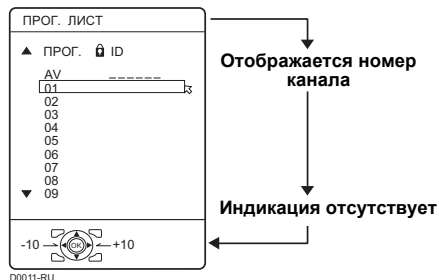 ПРОГ. ЛИСТ
ПРОГ. ID
AV ______
01
02
03
04
05
06
07
08
09
-10 OK +10
Отображается номер
канала
Индикация отсутствует
D0011-RU